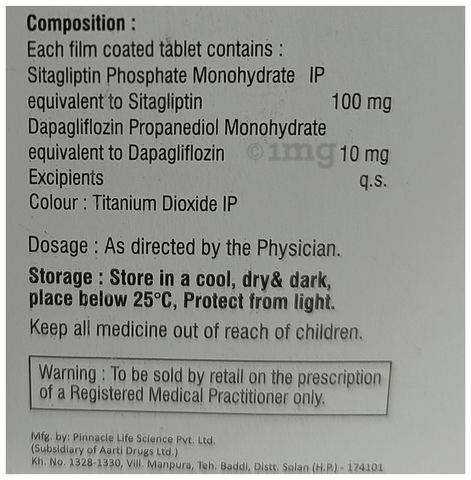 Composition :
Each film coated tablet contains :
Sitagliptin Phosphate Monohydrate IP
equivalent to Sitagliptin 100 mg
Dapagliflozin Propanediol Monohydrate
equivalent to Dapagliflozin 10 mg
©1mg
Excipients q.s.
Colour : Titanium Dioxide IP
Dosage : As directed by the Physician.
Storage : Store in a cool, dry& dark,
place below 25°C, Protect from light.
Keep all medicine out of reach of children.
Warning : To be sold by retail on the prescription
of a Registered Medical Practitioner only.
Mfg. by: Pinnacle Life Science Pvt. Ltd.
(Subsidiary of Aarti Drugs Ltd.)
Kh. No. 1328-1330, Vill. Manpura, Teh. Baddi, Distt. Solan (H.P.) - 174101